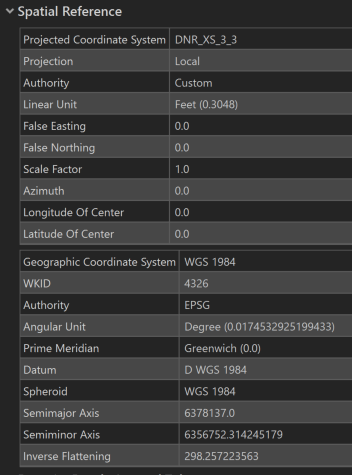 Spatial Reference
Projected Coordinate System DNR_XS_3_3
Projection Local
Authority Custom
Linear Unit Feet (0.3048)
False Easting 0.0
False Northing 0.0
Scale Factor 1.0
Azimuth 0.0
Longitude Of Center 0.0
Latitude Of Center 0.0
Geographic Coordinate System WGS 1984
WKID 4326
Authority EPSG
Angular Unit Degree (0.0174532925199433)
Prime Meridian Greenwich (0.0)
Datum D WGS 1984
Spheroid WGS 1984
Semimajor Axis 6378137.0
Semiminor Axis 6356752.314245179
Inverse Flattening 298.257223563